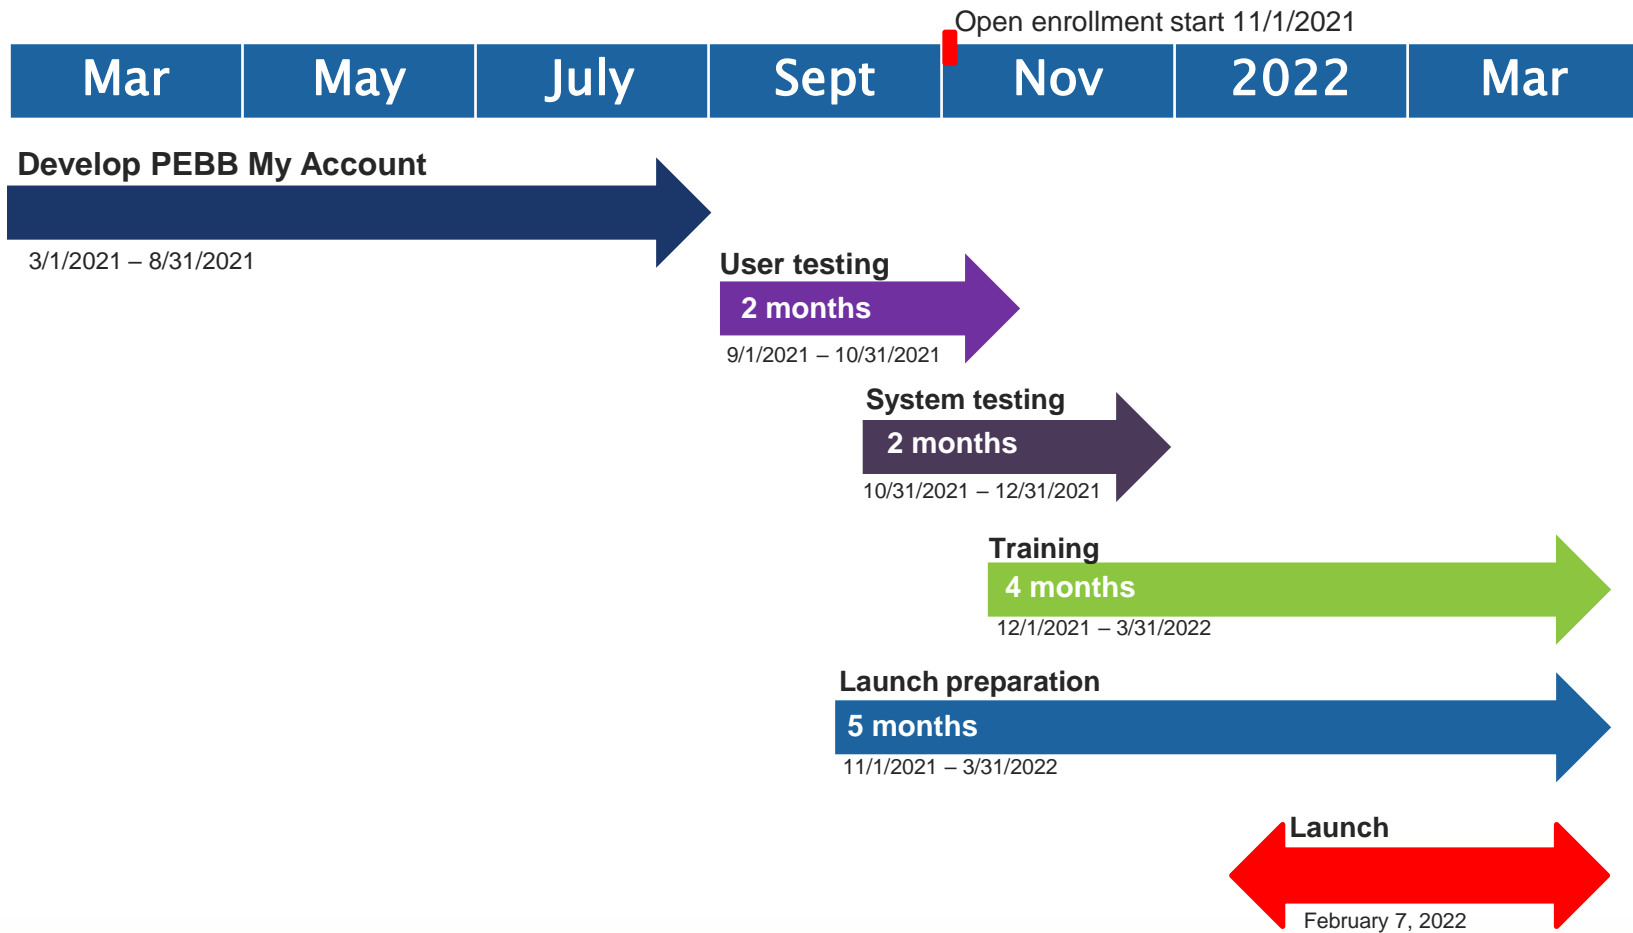 Open enrollment start 11/1/2021
Mar May July Sept Nov 2022 Mar
Develop PEBB My Account
3/1/2021 – 8/31/2021
User testing
2 months
9/1/2021 – 10/31/2021
System testing
2 months
10/31/2021 – 12/31/2021
Training
4 months
12/1/2021 – 3/31/2022
Launch preparation
5 months
11/1/2021 – 3/31/2022
Launch
February 7, 2022